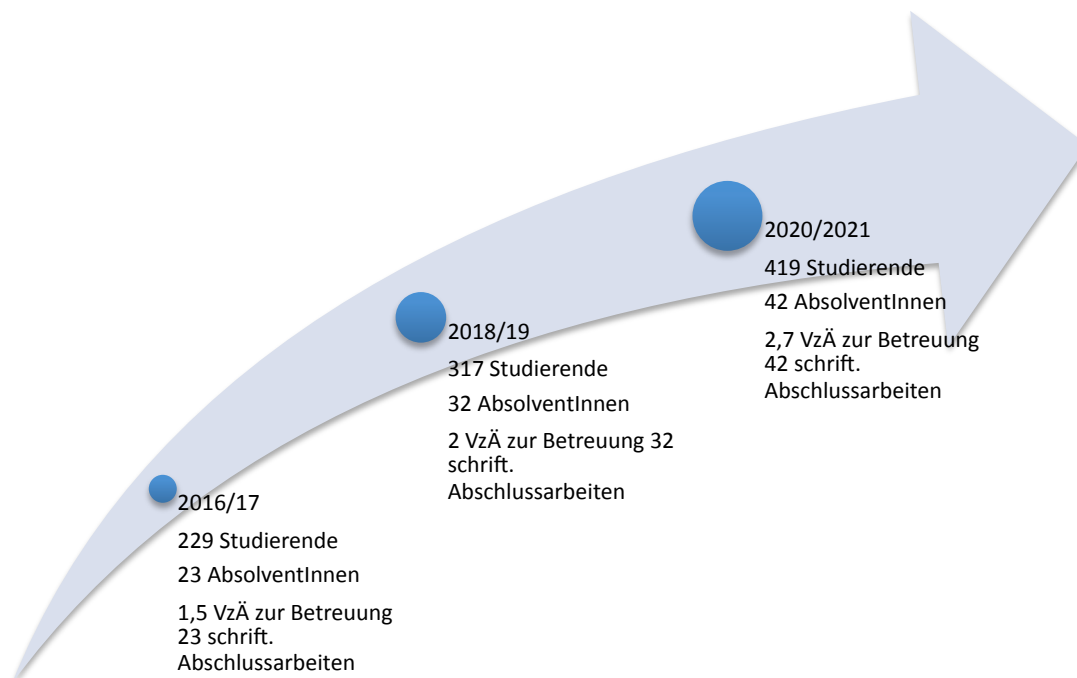 2016/17
229 Studierende
23 AbsolventInnen
1,5 VzÄ zur Betreuung
23 schrift.
Abschlussarbeiten
2018/19
317 Studierende
32 AbsolventInnen
2 VzÄ zur Betreuung 32
schrift.
Abschlussarbeiten
2020/2021
419 Studierende
42 AbsolventInnen
2,7 VzÄ zur Betreuung
42 schrift.
Abschlussarbeiten